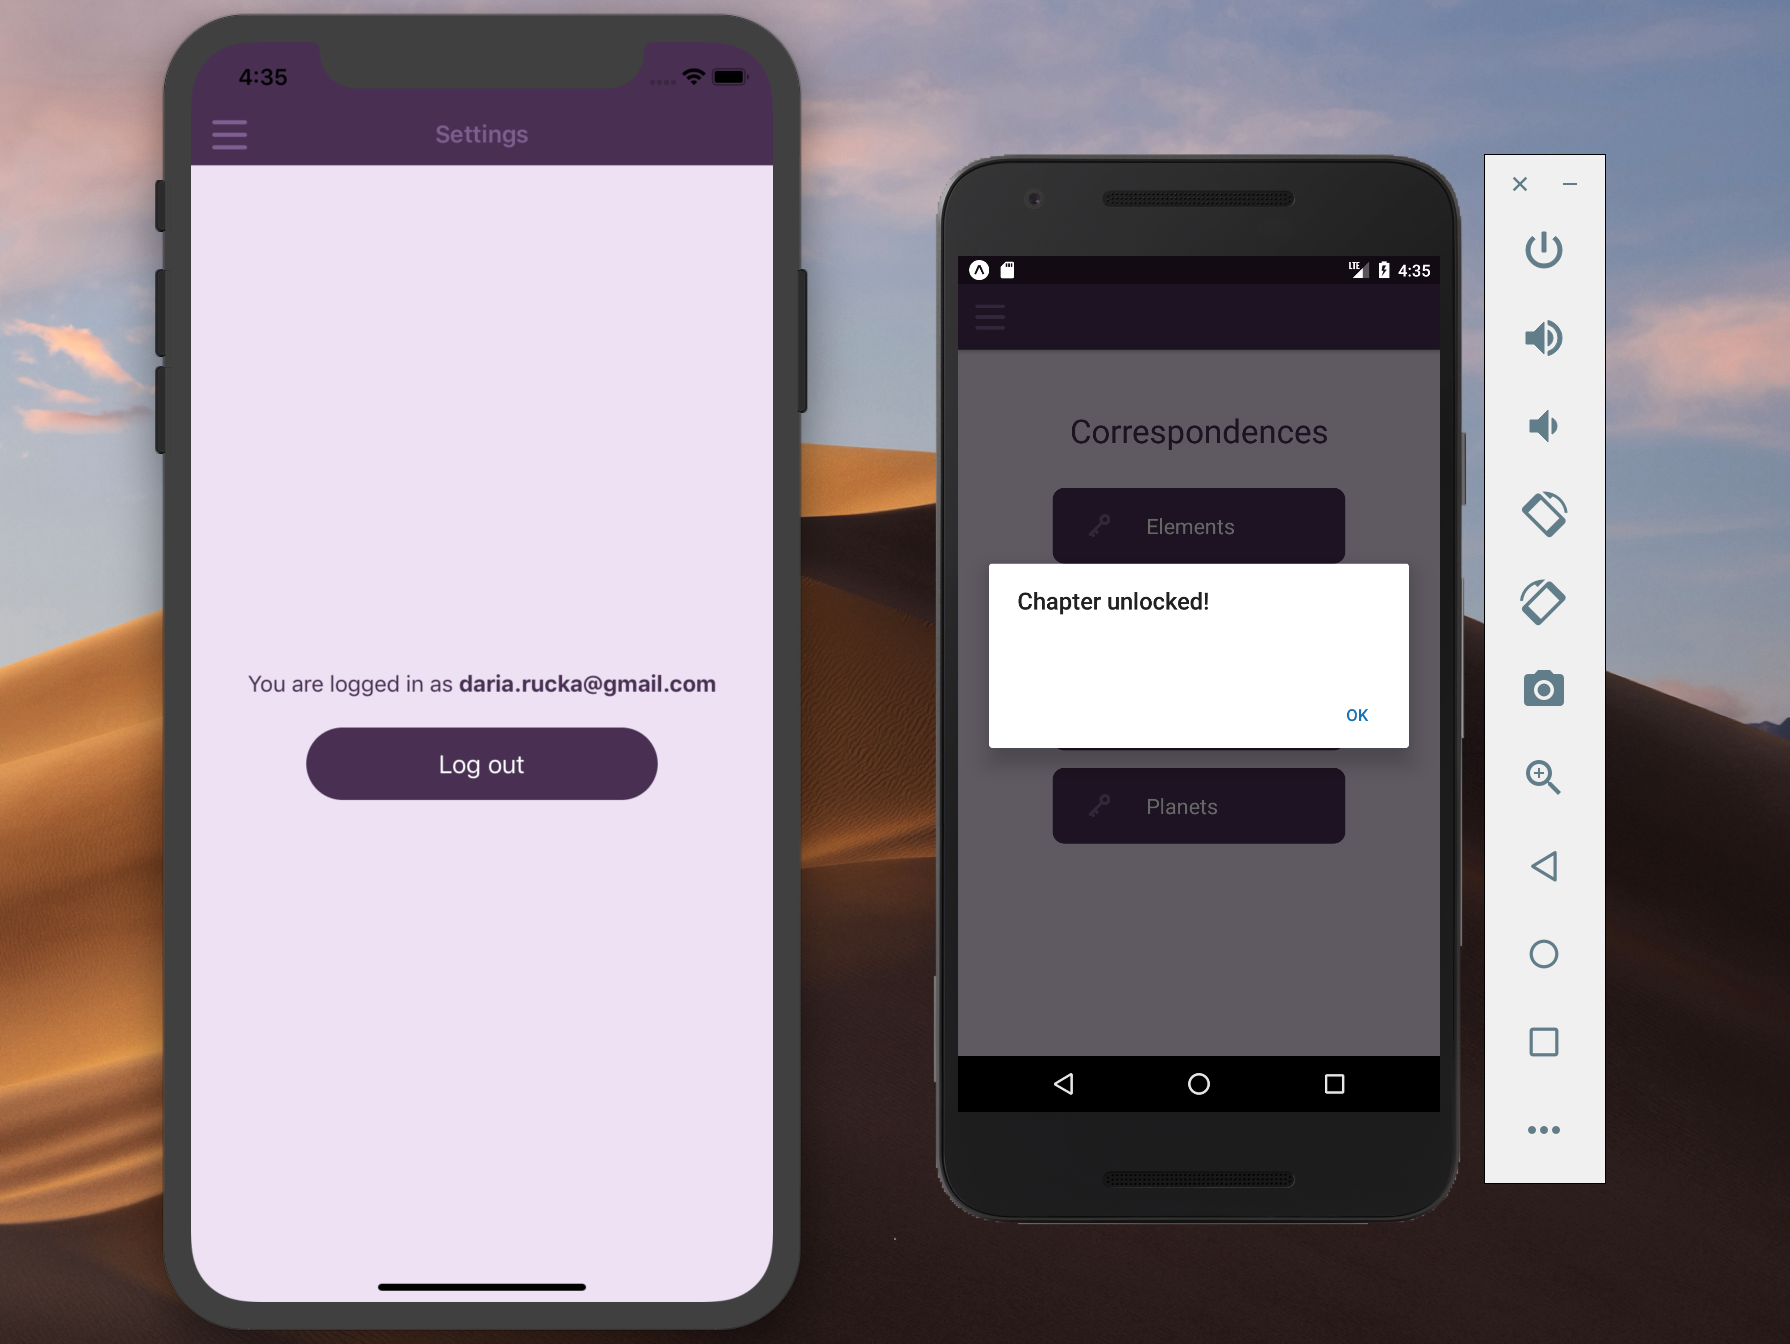 4:35
Settings
You are logged in as daria.rucka@gmail.com
Log out
LTE 4:35
Correspondences
Elements
Chapter unlocked!
OK
Planets